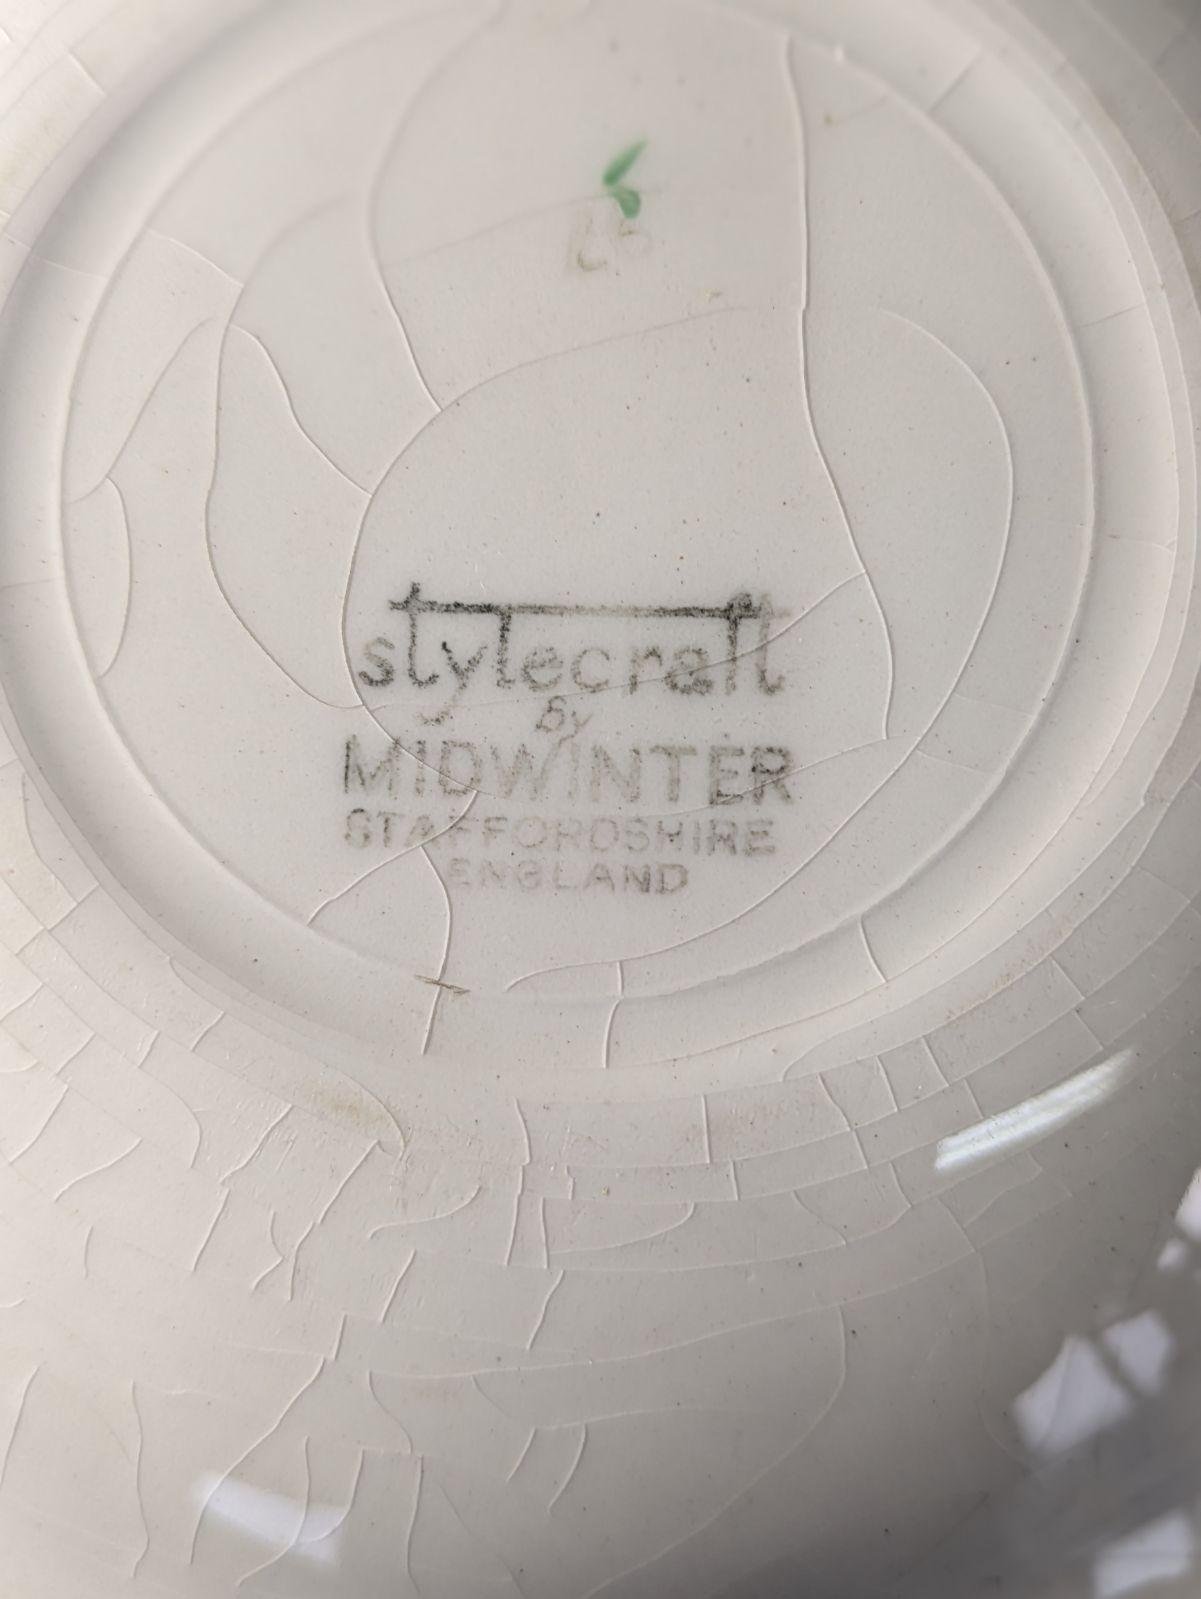 stylecraft
By
MIDWINTER
STAFFORDSHIRE
ENGLAND